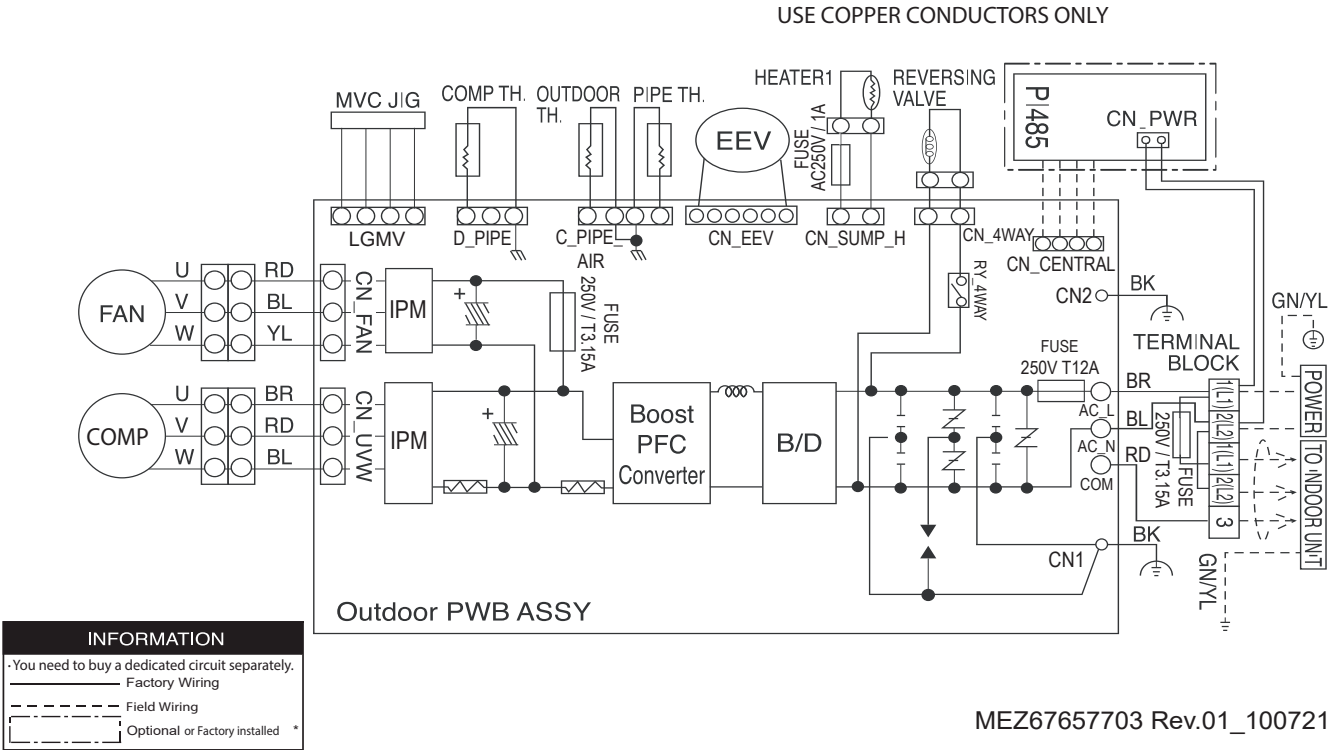 USE COPPER CONDUCTORS ONLY
MVC JIG
COMP TH.
OUTDOOR
TH.
PIPE TH.
EEV
HEATER1
FUSE
AC250V / 1A
REVERSING
VALVE
PI485
CN_PWR
LGMV
D_PIPE
C_PIPE_
AIR
CN_EEV
CN_SUMP_H
CN_4WAY
CN_CENTRAL
RY_4WAY
CN2
BK
GN/YL
FAN
U
V
W
RD
BL
YL
CN_FAN
IPM
+
FUSE
250V / T3.15A
COMP
U
V
W
BR
RD
BL
CN_UVW
IPM
+
Boost
PFC
Converter
B/D
FUSE
250V T12A
AC_L
AC_N
COM
BR
BL
RD
TERMINAL
BLOCK
1(L1)
2(L2)
1(L1)
2(L2)
3
FUSE
250V / T3.15A
POWER
TO INDOOR UNIT
CN1
BK
GN/YL
Outdoor PWB ASSY
INFORMATION
·You need to buy a dedicated circuit separately.
Factory Wiring
Field Wiring
Optional or Factory installed *
MEZ67657703 Rev.01_100721